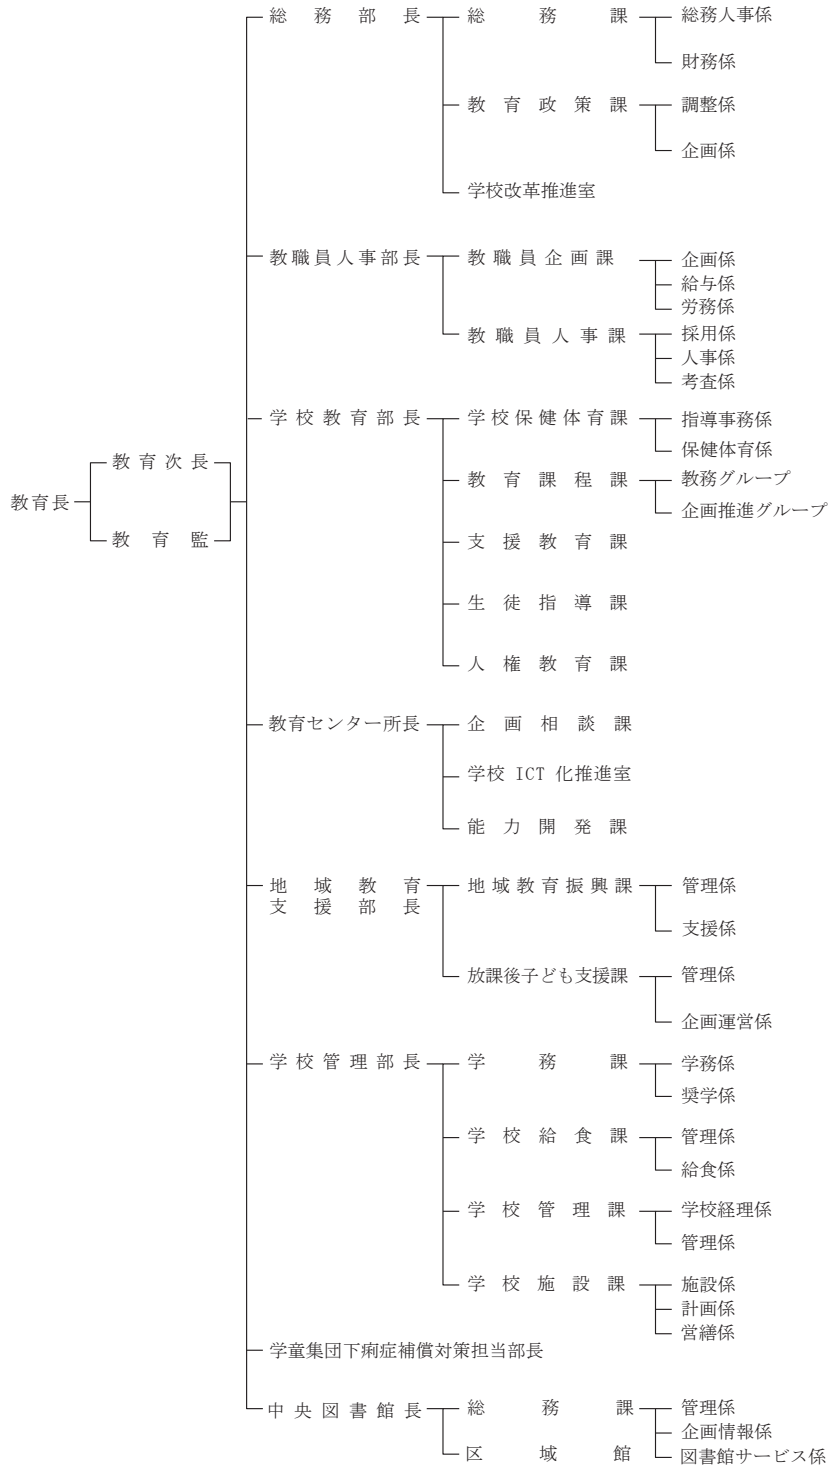 総務部長
総務課
総務人事係
財務係
教育政策課
調整係
企画係
学校改革推進室
教職員人事部長
教職員企画課
企画係
給与係
労務係
教職員人事課
採用係
人事係
考査係
学校教育部長
学校保健体育課
指導事務係
保健体育係
教育次長
教育課程課
教務グループ
教育長
企画推進グループ
教育監
支援教育課
生徒指導課
人権教育課
教育センター所長
企画相談課
学校 ICT 化推進室
能力開発課
地域教育
支援部長
地域教育振興課
管理係
支援係
放課後子ども支援課
管理係
企画運営係
学校管理部長
学務課
学務係
奨学係
学校給食課
管理係
給食係
学校管理課
学校経理係
管理係
学校施設課
施設係
計画係
営繕係
学童集団下痢症補償対策担当部長
中央図書館長
総務課
管理係
企画情報係
区域館
図書館サービス係